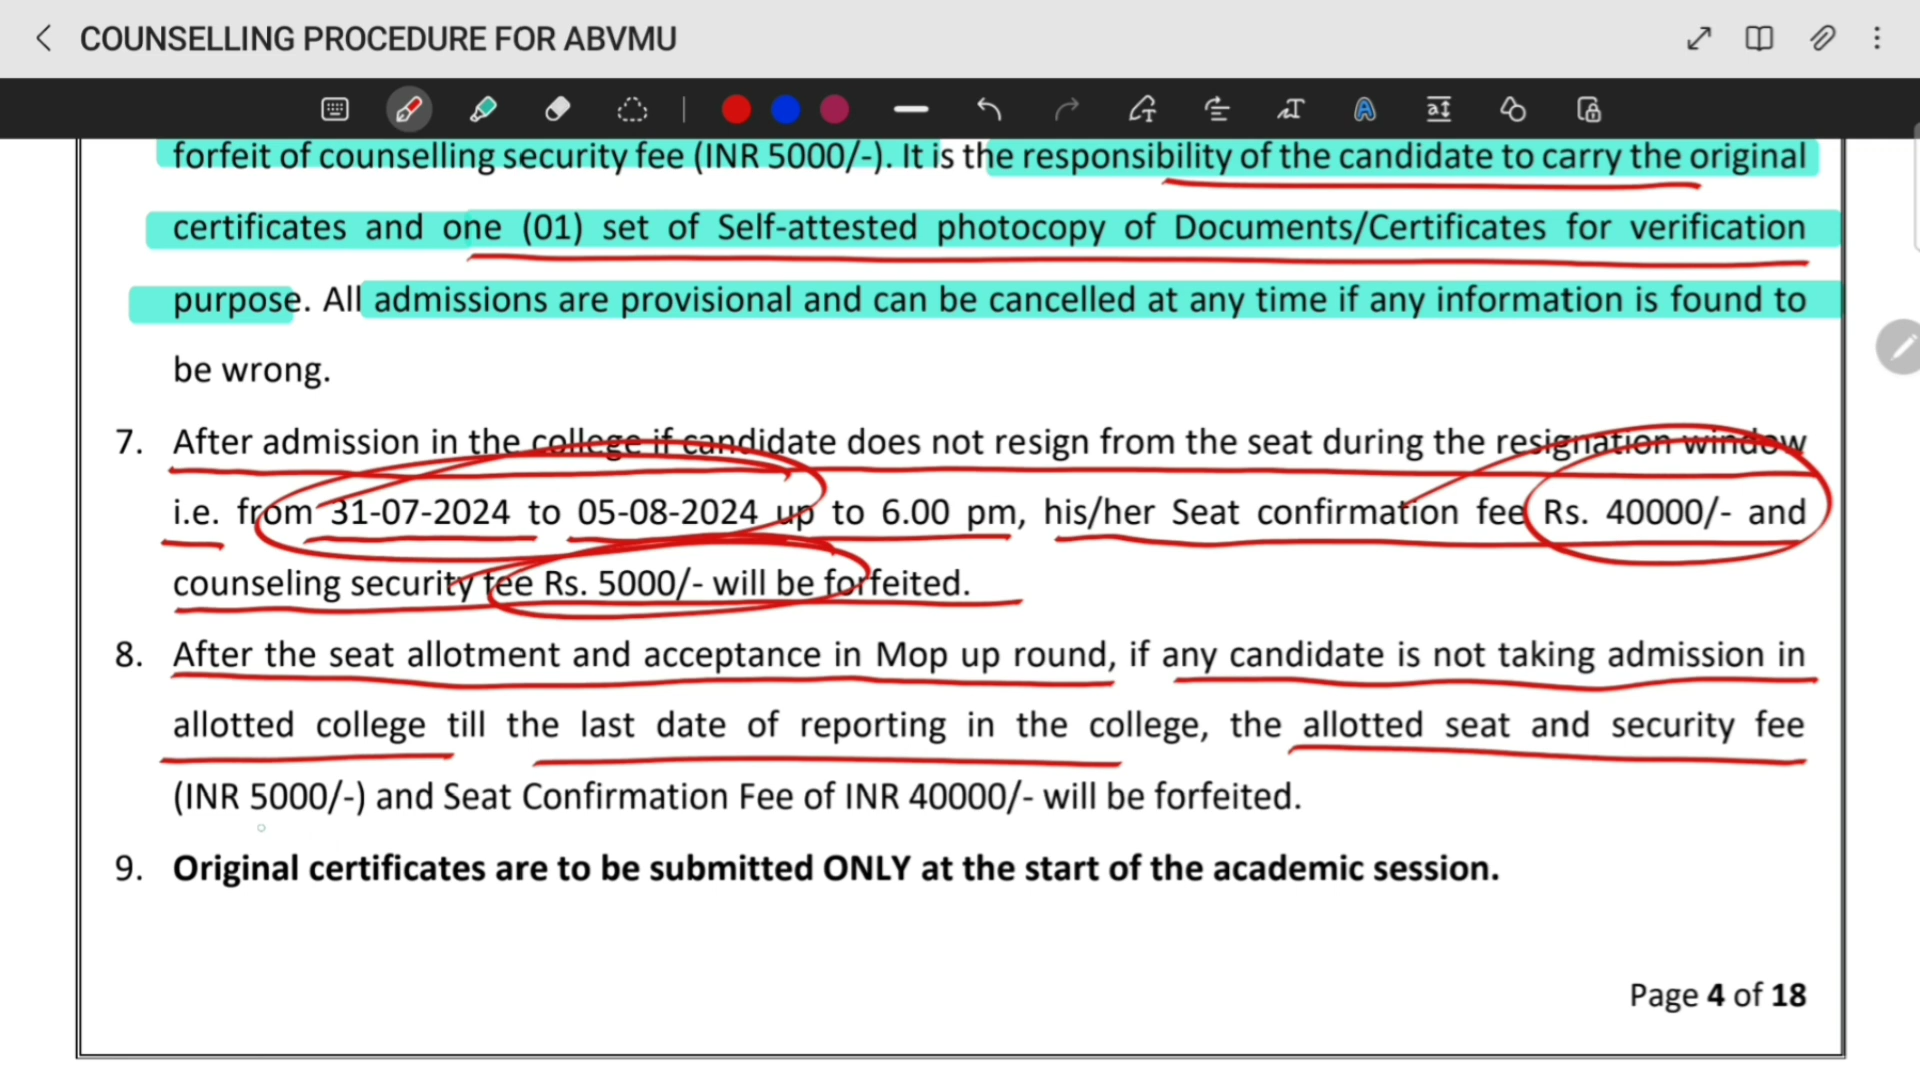 COUNSELLING PROCEDURE FOR ABVMU
forfeit of counselling security fee (INR 5000/-). It is the responsibility of the candidate to carry the original
certificates and one (01) set of Self-attested photocopy of Documents/Certificates for verification
purpose. All admissions are provisional and can be cancelled at any time if any information is found to
be wrong.
7. After admission in the college if candidate does not resign from the seat during the resignation window
i.e. from 31-07-2024 to 05-08-2024 up to 6.00 pm, his/her Seat confirmation fee Rs. 40000/- and
counseling security fee Rs. 5000/- will be forfeited.
8. After the seat allotment and acceptance in Mop up round, if any candidate is not taking admission in
allotted college till the last date of reporting in the college, the allotted seat and security fee
(INR 5000/-) and Seat Confirmation Fee of INR 40000/- will be forfeited.
9. Original certificates are to be submitted ONLY at the start of the academic session.
Page 4 of 18